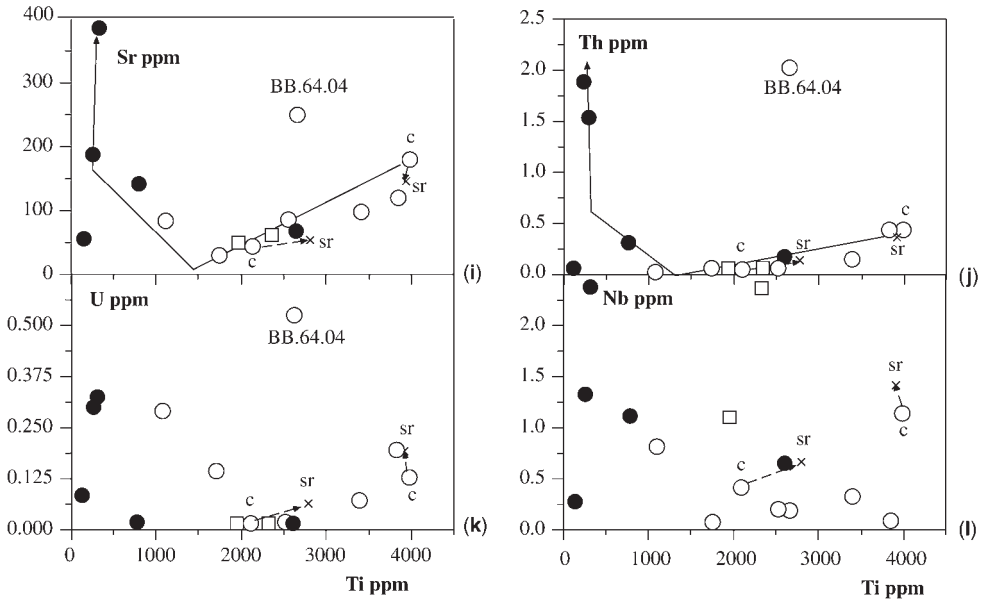 400
300
200
100
0
Sr ppm
BB.64.04
c
sr
sr
c
(i)
2.5
2.0
1.5
1.0
0.5
0.0
Th ppm
BB.64.04
c
sr
c
sr
(j)
0.500
0.375
0.250
0.125
0.000
U ppm
BB.64.04
sr
c
sr
c
(k)
0 1000 2000 3000 4000
Ti ppm
2.0
1.5
1.0
0.5
0.0
Nb ppm
sr
c
sr
c
(l)
0 1000 2000 3000 4000
Ti ppm